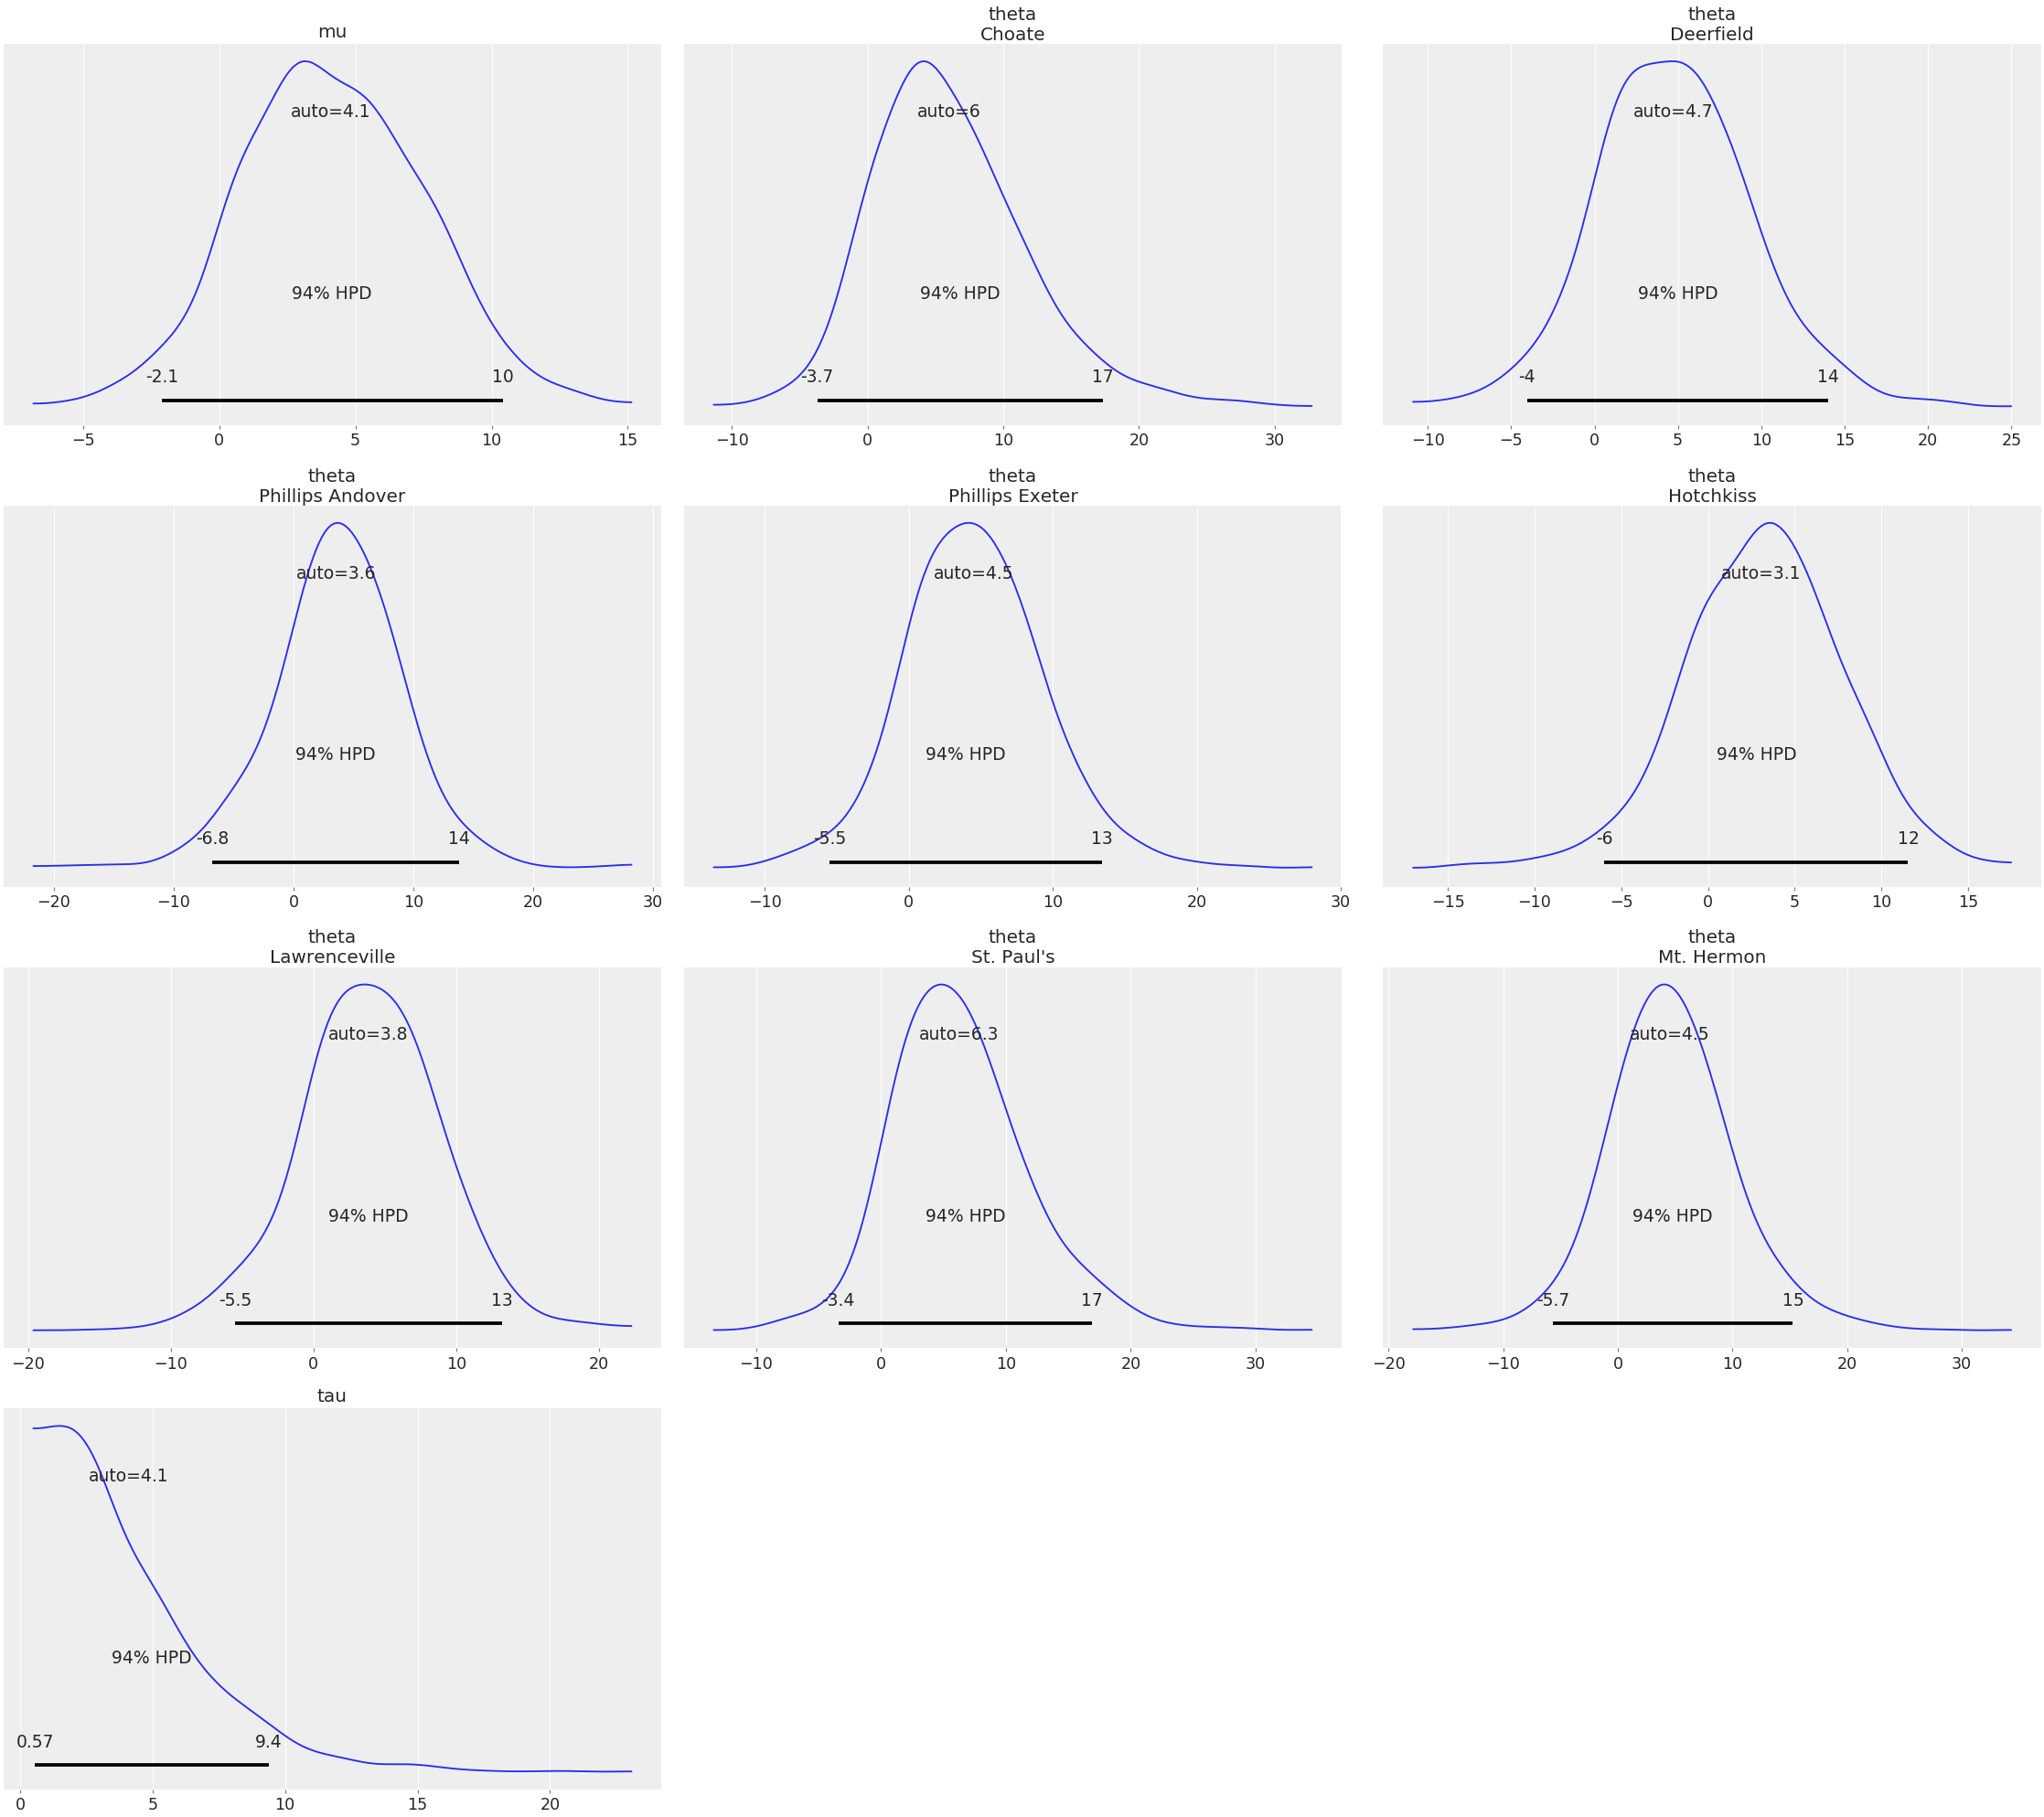 mu
auto=4.1
94% HPD
-2.1 10
−5 0 5 10 15
theta
Choate
auto=6
94% HPD
-3.7 17
−10 0 10 20 30
theta
Deerfield
auto=4.7
94% HPD
-4 14
−10 −5 0 5 10 15 20 25
theta
Phillips Andover
auto=3.6
94% HPD
-6.8 14
−20 −10 0 10 20 30
theta
Phillips Exeter
auto=4.5
94% HPD
-5.5 13
−10 0 10 20 30
theta
Hotchkiss
auto=3.1
94% HPD
-6 12
−15 −10 −5 0 5 10 15
theta
Lawrenceville
auto=3.8
94% HPD
-5.5 13
−20 −10 0 10 20
theta
St. Paul's
auto=6.3
94% HPD
-3.4 17
−10 0 10 20 30
theta
Mt. Hermon
auto=4.5
94% HPD
-5.7 15
−20 −10 0 10 20 30
tau
auto=4.1
94% HPD
0.57 9.4
0 5 10 15 20